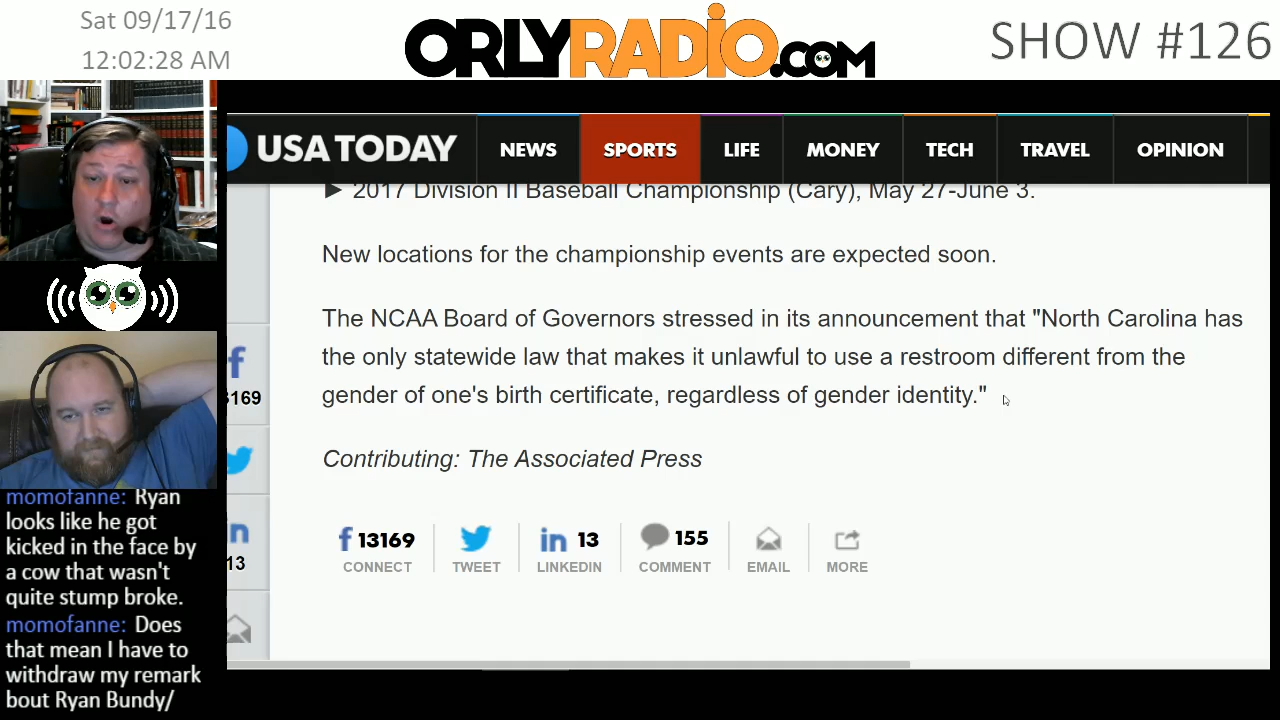 Sat 09/17/16
12:02:28 AM
ORLYRADiO.COM
SHOW #126
USA TODAY
NEWS
SPORTS
LIFE
MONEY
TECH
TRAVEL
OPINION
► 2017 Division II Baseball Championship (Cary), May 27-June 3.
New locations for the championship events are expected soon.
The NCAA Board of Governors stressed in its announcement that "North Carolina has
the only statewide law that makes it unlawful to use a restroom different from the
gender of one's birth certificate, regardless of gender identity."
Contributing: The Associated Press
f 13169
CONNECT
TWEET
in 13
LINKEDIN
155
COMMENT
EMAIL
MORE
f
3169
in
13
momofanne: Ryan
looks like he got
kicked in the face by
a cow that wasn't
quite stump broke.
momofanne: Does
that mean I have to
withdraw my remark
bout Ryan Bundy/